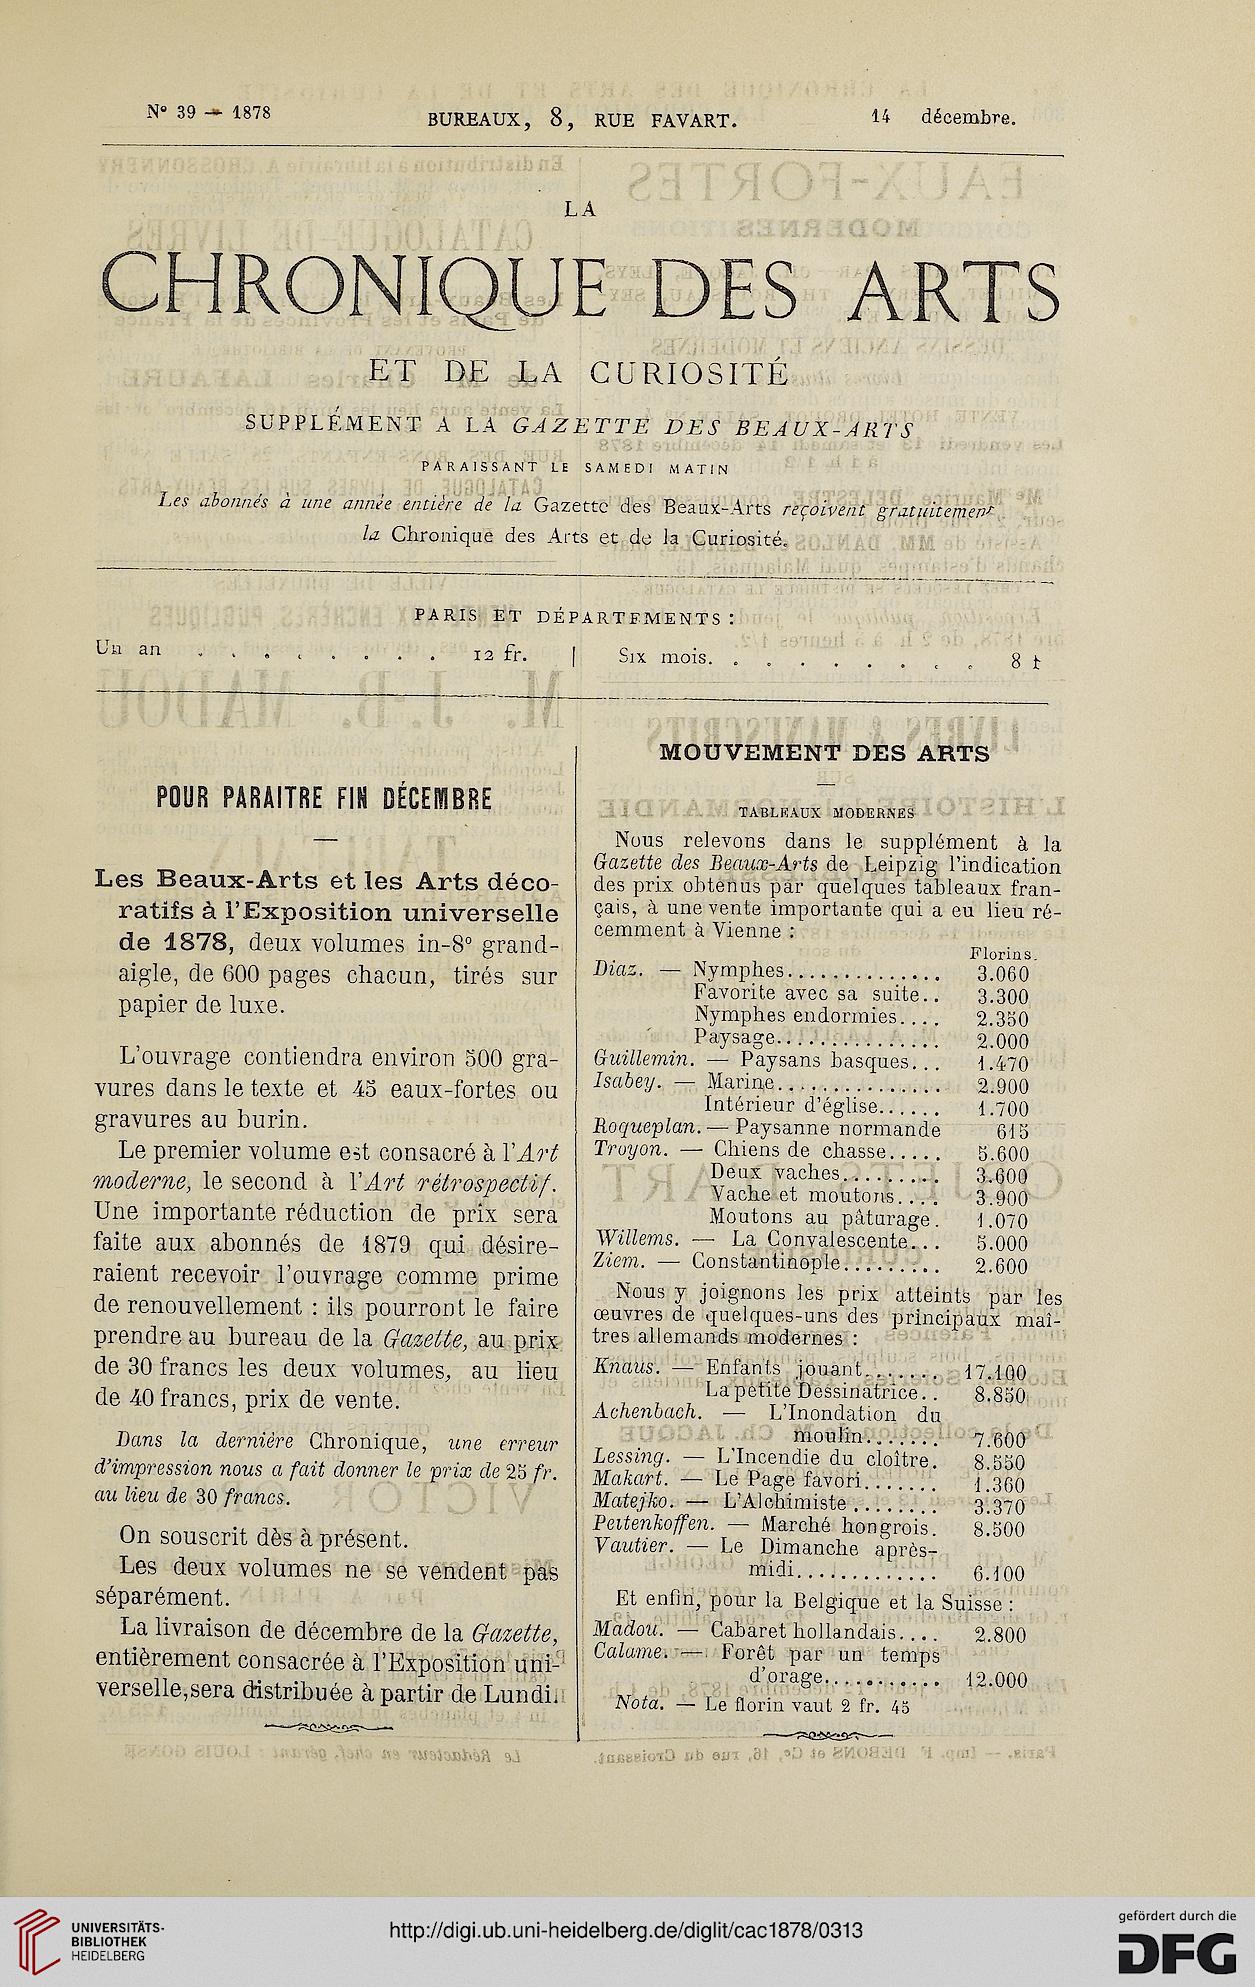 N° 39 — 1878
BUREAUX, 8, RUE FAVART.
14 décembre.
LA
CHRONIQUE DES ARTS
ET DE LA CURIOSITÉ
SUPPLÉMENT A LA GAZETTE DES BEAUX-ARTS
PARAISSANT LE SAMEDI MATIN
Les abonnés à une année entière de la Gazette des Beaux-Arts reçoivent gratuitement
la Chronique des Arts et de la Curiosité.
PARIS ET DÉPARTEMENTS :
Un an . . . . . . . . 12 fr. | Six mois. . . . . . . . . 8 f
POUR PARAITRE FIN DÉCEMBRE
Les Beaux-Arts et les Arts déco-
ratifs à l'Exposition universelle
de 1878, deux volumes in-8° grand-
aigle, de 600 pages chacun, tirés sur
papier de luxe.
L'ouvrage contiendra environ 500 gra-
vures dans le texte et 45 eaux-fortes ou
gravures au burin.
Le premier volume est consacré à l'Art
moderne, le second à l'Art rétrospectif.
Une importante réduction de prix sera
faite aux abonnés de 1879 qui désire-
raient recevoir l'ouvrage comme prime
de renouvellement : ils pourront le faire
prendre au bureau de la Gazette, au prix
de 30 francs les deux volumes, au lieu
de 40 francs, prix de vente.
Dans la dernière Chronique, une erreur
d'impression nous a fait donner le prix de 25 fr.
au lieu de 30 francs.
On souscrit dès à présent.
Les deux volumes ne se vendent pas
séparément.
La livraison de décembre de la Gazette,
entièrement consacrée à l'Exposition uni-
verselle, sera distribuée à partir de Lundi.
MOUVEMENT DES ARTS
TABLEAUX MODERNES
Nous relevons dans le supplément à la
Gazette des Beaux-Arts de Leipzig l'indication
des prix obtenus par quelques tableaux fran-
çais, à une vente importante qui a eu lieu ré-
cemment à Vienne :
Florins.
Diaz. — Nymphes.............. 3.060
Favorite avec sa suite.. 3.300
Nymphes endormies.... 2.350
Paysage................ 2.000
Guillemin. — Paysans basques... 1.470
Isabey. — Marine............... 2.900
Intérieur d'église...... 1.700
Roqueplan. — Paysanne normande 615
Troyon. — Chiens de chasse..... 5.600
Deux vaches.......... 3.600
Vache et moutons.... 3.900
Moutons au pâturage. 1.070
Willems. — La Convalescente... 5.000
Ziem. — Constantinople......... 2.600
Nous y joignons les prix atteints par les
œuvres de quelques-uns des principaux maî-
tres allemands modernes :
Knaus. — Enfants jouant....... 17.100
La petite Dessinatrice.. 8.850
Achenbach. — L'Inondation du
moulin....... 7.600
Lessing. — L'Incendie du cloître. 8.550
Makart. — Le Page favori....... 1.360
Matejko. — L'Alchimiste ........ 3.370
Pettenkoffen. — Marché hongrois. 8.500
Vautier. — Le Dimanche après-
midi............. 6.100
Et enfin, pour la Belgique et la Suisse :
Madou. — Cabaret hollandais.... 2.800
Calame. — Forêt par un temps
d'orage........... 12.000
Nota. — Le florin vaut 2 fr. 45
UNIVERSITÄTS-
BIBLIOTHEK
HEIDELBERG
http://digi.ub.uni-heidelberg.de/diglit/cac1878/0313
gefördert durch die
DFG